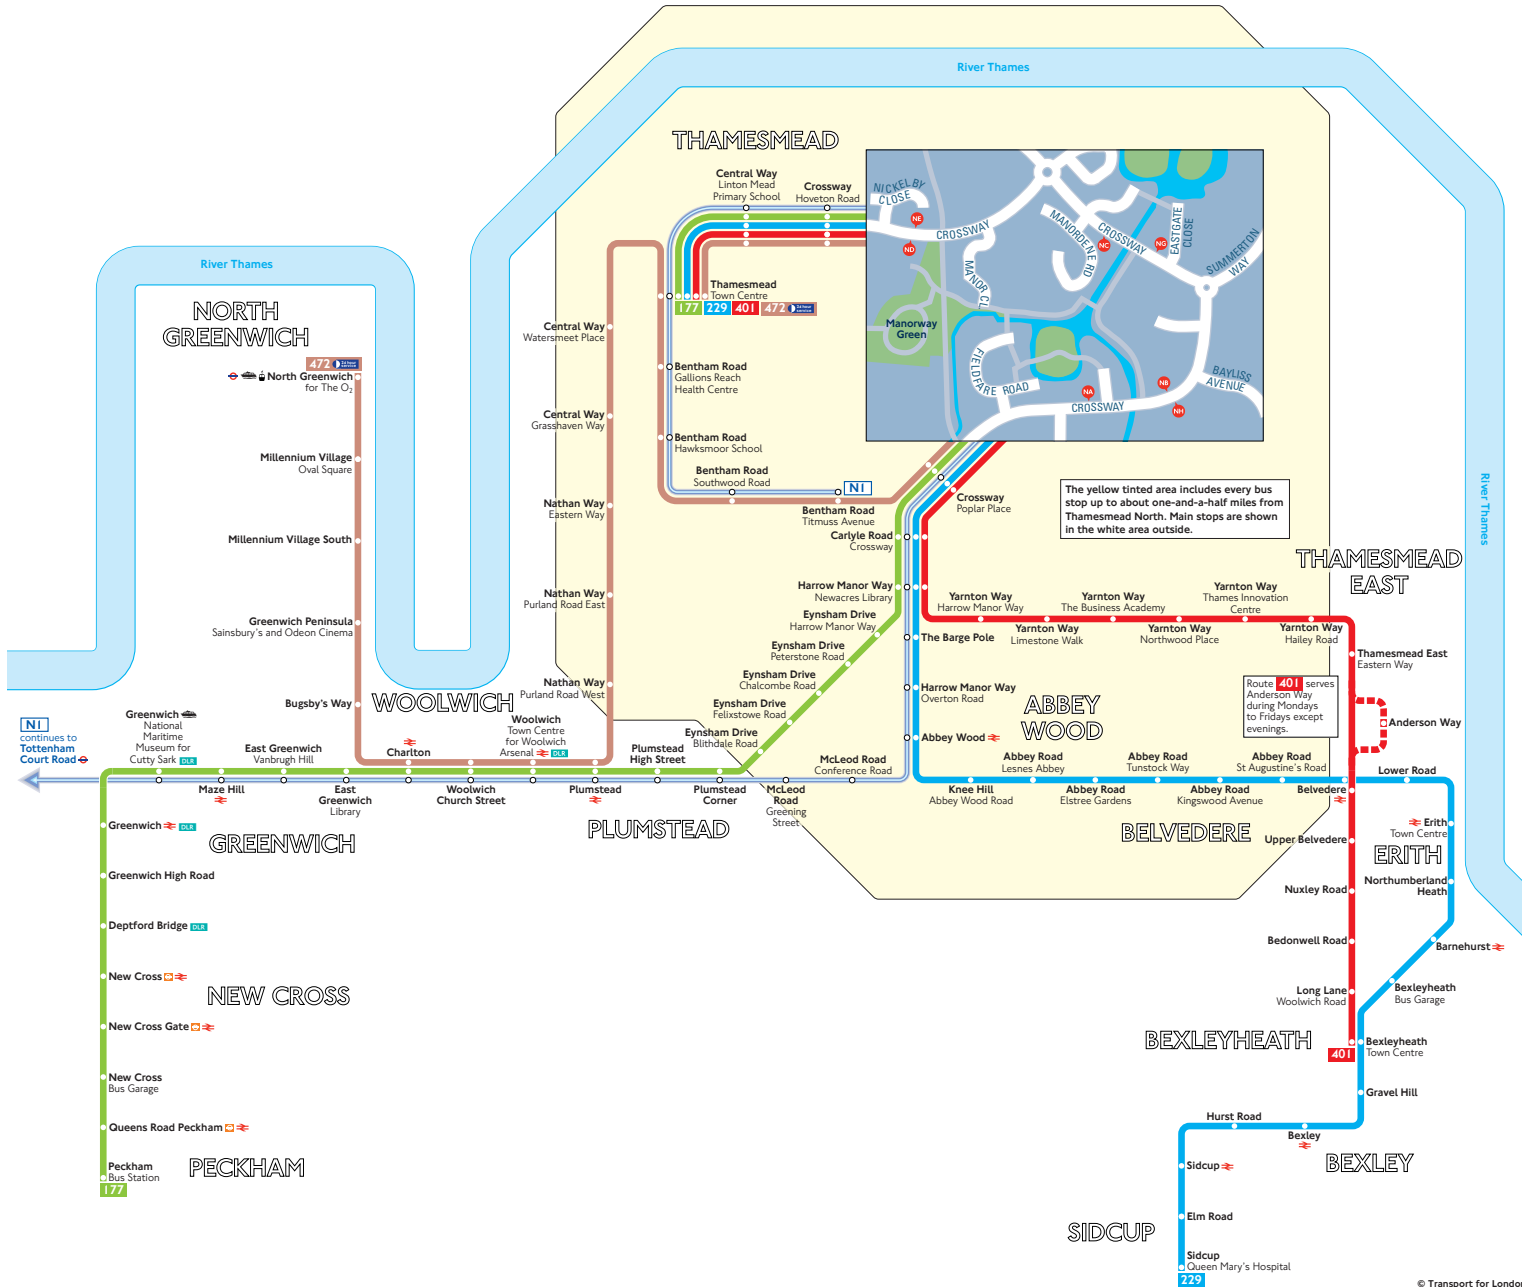 River Thames
THAMESMEAD
Central Way
Linton Mead
Primary School
Crossway
Hoveton Road
NICKELBY
CLOSE
NE
ND
CROSSWAY
MANOR CL
MANORDENE RD
NC
CROSSWAY
NG
EASTGATE
CLOSE
SUMMERTON
WAY
Manorway
Green
FIELDFARE ROAD
NA
CROSSWAY
NB
NH
BAYLISS
AVENUE
River Thames
NORTH
GREENWICH
472 24 hour service
North Greenwich
for The O2
Millennium Village
Oval Square
Millennium Village South
Greenwich Peninsula
Sainsbury's and Odeon Cinema
Bugsby's Way
Thamesmead
Town Centre
177 229 401 472 24 hour service
Central Way
Watersmeet Place
Central Way
Grasshaven Way
Nathan Way
Eastern Way
Nathan Way
Purland Road East
Nathan Way
Purland Road West
Bentham Road
Gallions Reach
Health Centre
Bentham Road
Hawksmoor School
Bentham Road
Southwood Road
N1
Bentham Road
Titmuss Avenue
Crossway
Poplar Place
Carlyle Road
Crossway
Harrow Manor Way
Newacres Library
The yellow tinted area includes every bus
stop up to about one-and-a-half miles from
Thamesmead North. Main stops are shown
in the white area outside.
River Thames
THAMESMEAD
EAST
Yarnton Way
Harrow Manor Way
Yarnton Way
Limestone Walk
Yarnton Way
The Business Academy
Yarnton Way
Northwood Place
Yarnton Way
Thames Innovation
Centre
Yarnton Way
Hailey Road
Thamesmead East
Eastern Way
Route 401 serves
Anderson Way
during Mondays
to Fridays except
evenings.
Anderson Way
Eynsham Drive
Harrow Manor Way
Eynsham Drive
Peterstone Road
Eynsham Drive
Chalcombe Road
Eynsham Drive
Felixstowe Road
Eynsham Drive
Blithdale Road
The Barge Pole
Harrow Manor Way
Overton Road
Abbey Wood
ABBEY
WOOD
WOOLWICH
N1
continues to
Tottenham
Court Road
Greenwich
National
Maritime
Museum for
Cutty Sark DLR
Maze Hill
East Greenwich
Vanbrugh Hill
East
Greenwich
Library
Charlton
Woolwich
Church Street
Woolwich
Town Centre
for Woolwich
Arsenal DLR
Plumstead
Plumstead
High Street
Plumstead
Corner
McLeod
Road
Greening
Street
McLeod Road
Conference Road
Knee Hill
Abbey Wood Road
Abbey Road
Lesnes Abbey
Abbey Road
Elstree Gardens
Abbey Road
Tunstock Way
Abbey Road
Kingswood Avenue
Abbey Road
St Augustine's Road
Belvedere
Lower Road
GREENWICH
PLUMSTEAD
BELVEDERE
ERITH
Greenwich DLR
Greenwich High Road
Deptford Bridge DLR
New Cross
NEW CROSS
New Cross Gate
New Cross
Bus Garage
Queens Road Peckham
Peckham
Bus Station
177
PECKHAM
Upper Belvedere
Nuxley Road
Bedonwell Road
Long Lane
Woolwich Road
BEXLEYHEATH
401
Erith
Town Centre
Northumberland
Heath
Barnehurst
Bexleyheath
Bus Garage
Bexleyheath
Town Centre
Gravel Hill
Hurst Road
Bexley
BEXLEY
Sidcup
Elm Road
SIDCUP
Sidcup
Queen Mary's Hospital
229
© Transport for London